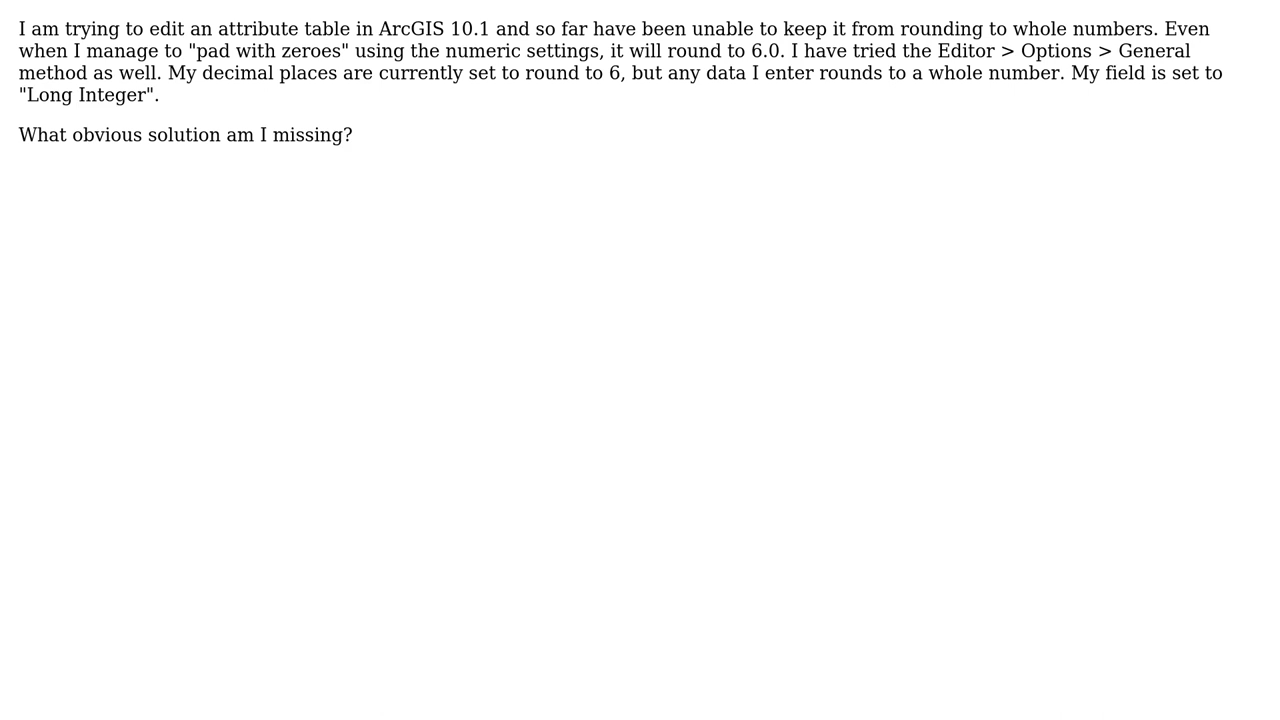 I am trying to edit an attribute table in ArcGIS 10.1 and so far have been unable to keep it from rounding to whole numbers. Even
when I manage to "pad with zeroes" using the numeric settings, it will round to 6.0. I have tried the Editor > Options > General
method as well. My decimal places are currently set to round to 6, but any data I enter rounds to a whole number. My field is set to
"Long Integer".
What obvious solution am I missing?